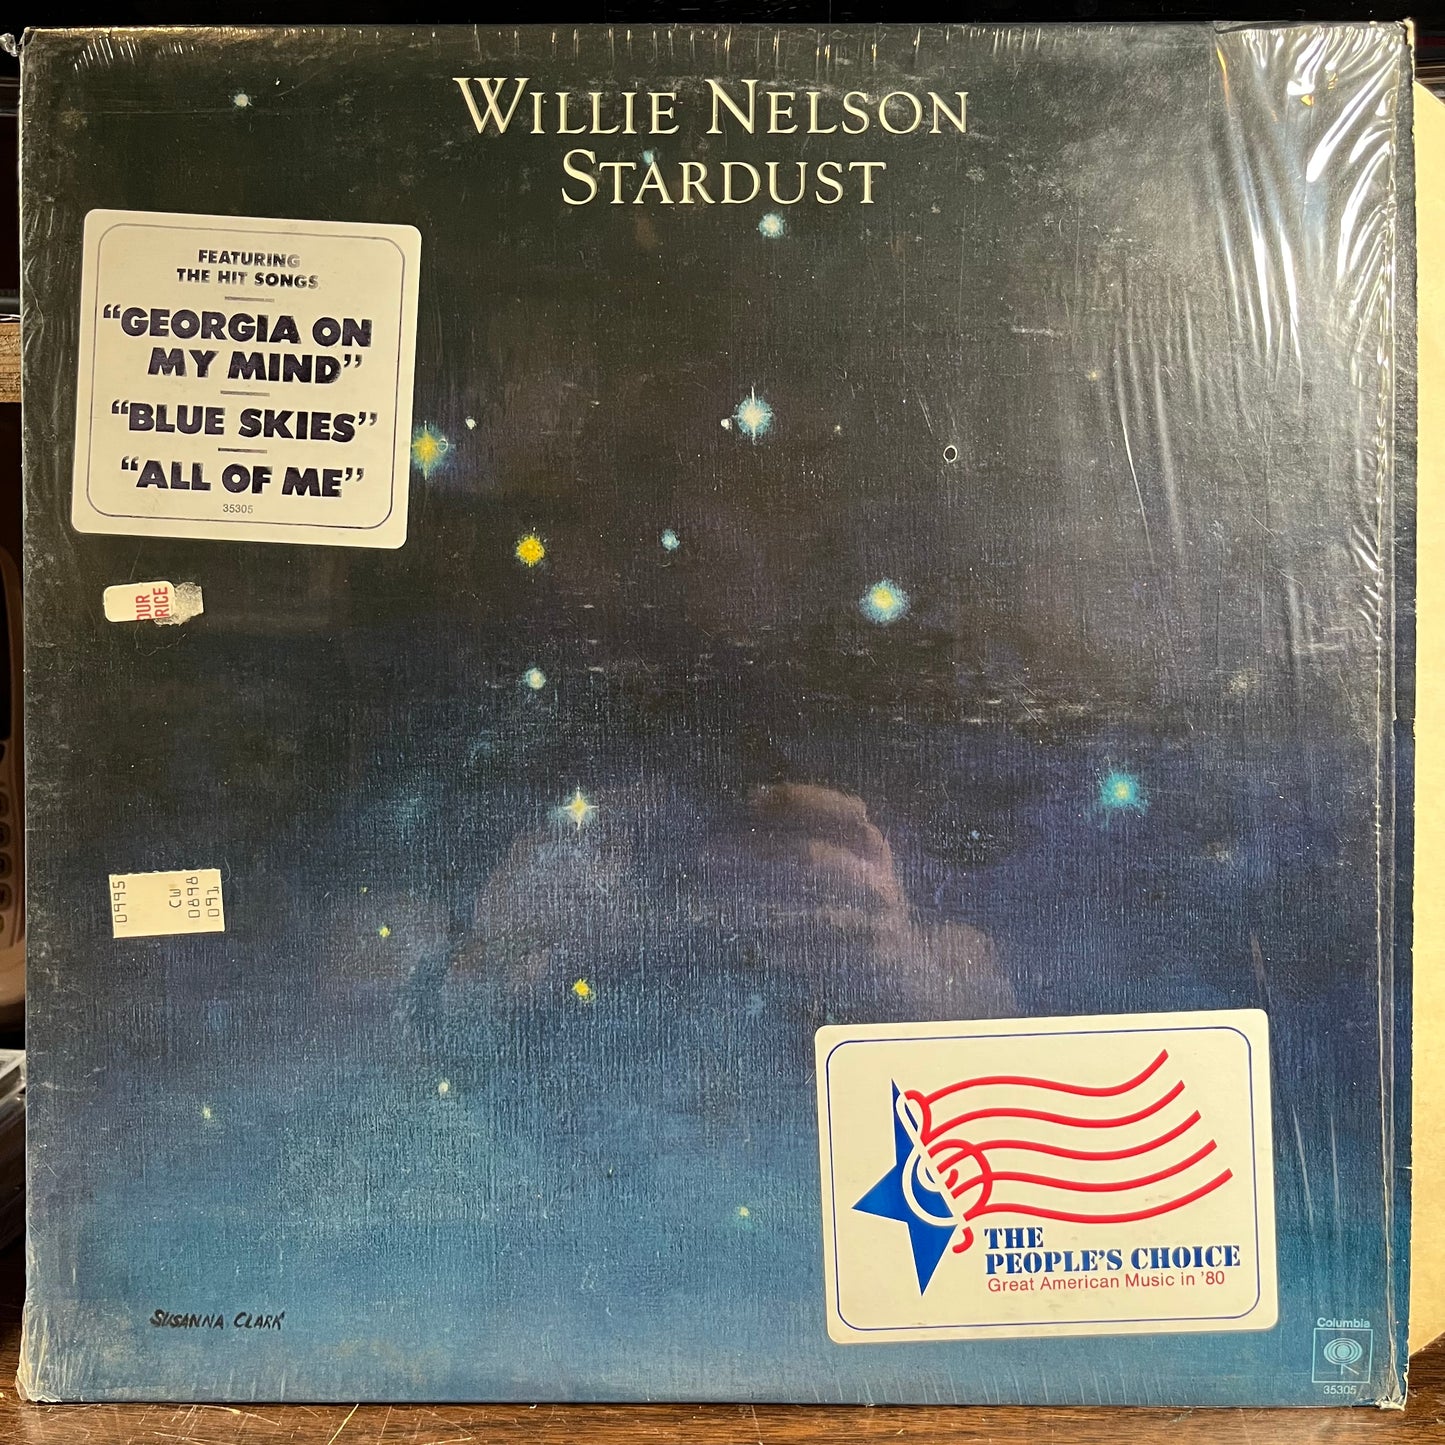 WILLIE NELSON
STARDUST
FEATURING
THE HIT SONGS
“GEORGIA ON
MY MIND”
“BLUE SKIES”
“ALL OF ME”
35305
OUR
RICE
0995
CW
0898
091
THE
PEOPLE'S CHOICE
Great American Music in '80
SUSANNA CLARK
Columbia
35305